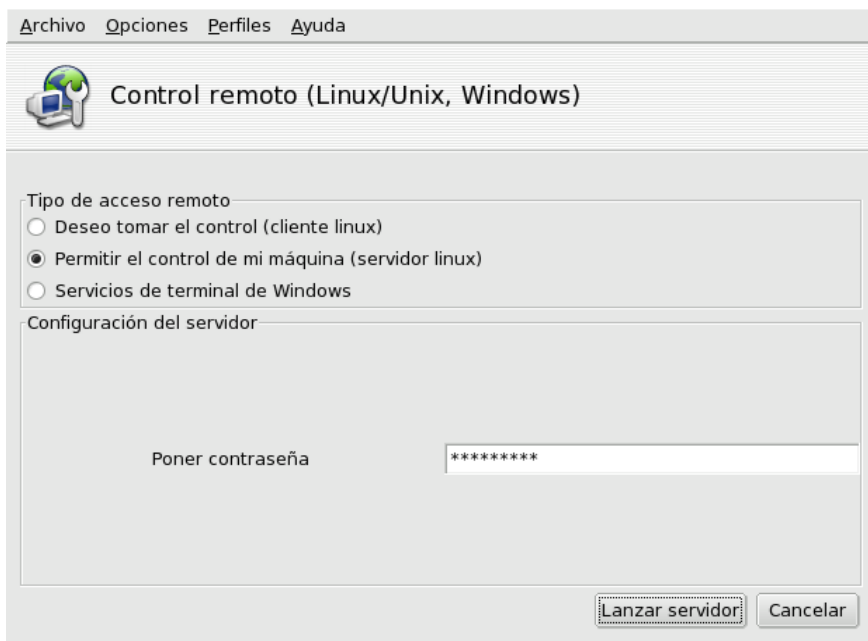 Archivo Opciones Perfiles Ayuda
Control remoto (Linux/Unix, Windows)
Tipo de acceso remoto
Deseo tomar el control (cliente linux)
Permitir el control de mi máquina (servidor linux)
Servicios de terminal de Windows
Configuración del servidor
Poner contraseña *********
Lanzar servidor Cancelar